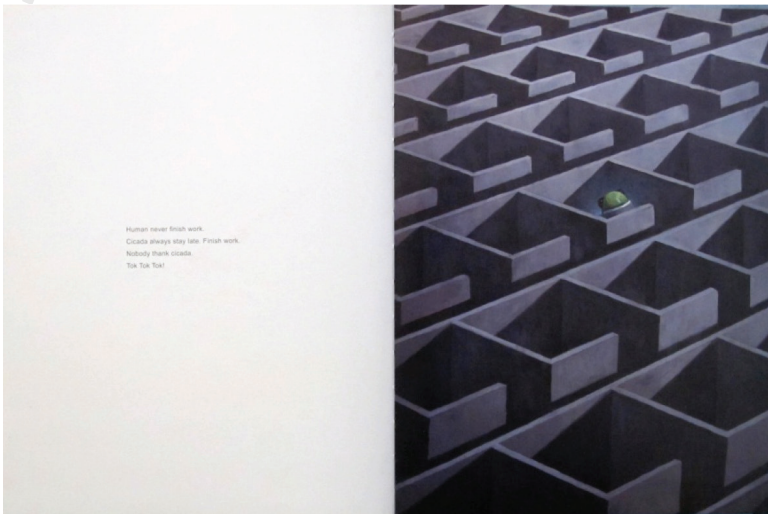 Human never finish work.
Cicada always stay late. Finish work.
Nobody thank cicada.
Tok Tok Tok!